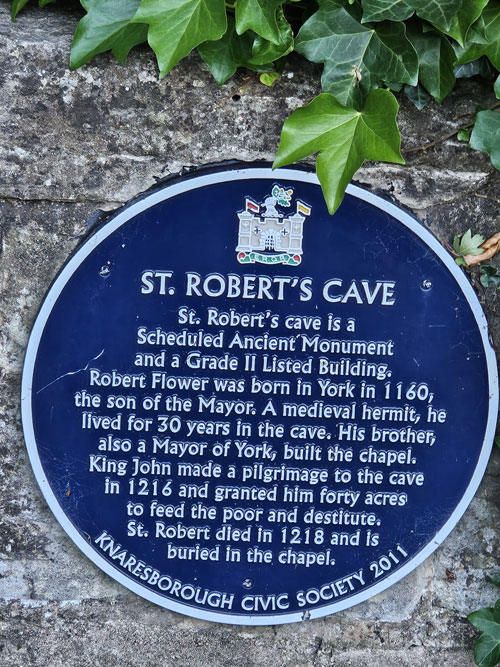 ST. ROBERT'S CAVE
St. Robert's cave is a
Scheduled Ancient Monument
and a Grade II Listed Building.
Robert Flower was born in York in 1160,
the son of the Mayor. A medieval hermit, he
lived for 30 years in the cave. His brother,
also a Mayor of York, built the chapel.
King John made a pilgrimage to the cave
in 1216 and granted him forty acres
to feed the poor and destitute.
St. Robert died in 1218 and is
buried in the chapel.
KNARESBOROUGH CIVIC SOCIETY 2011